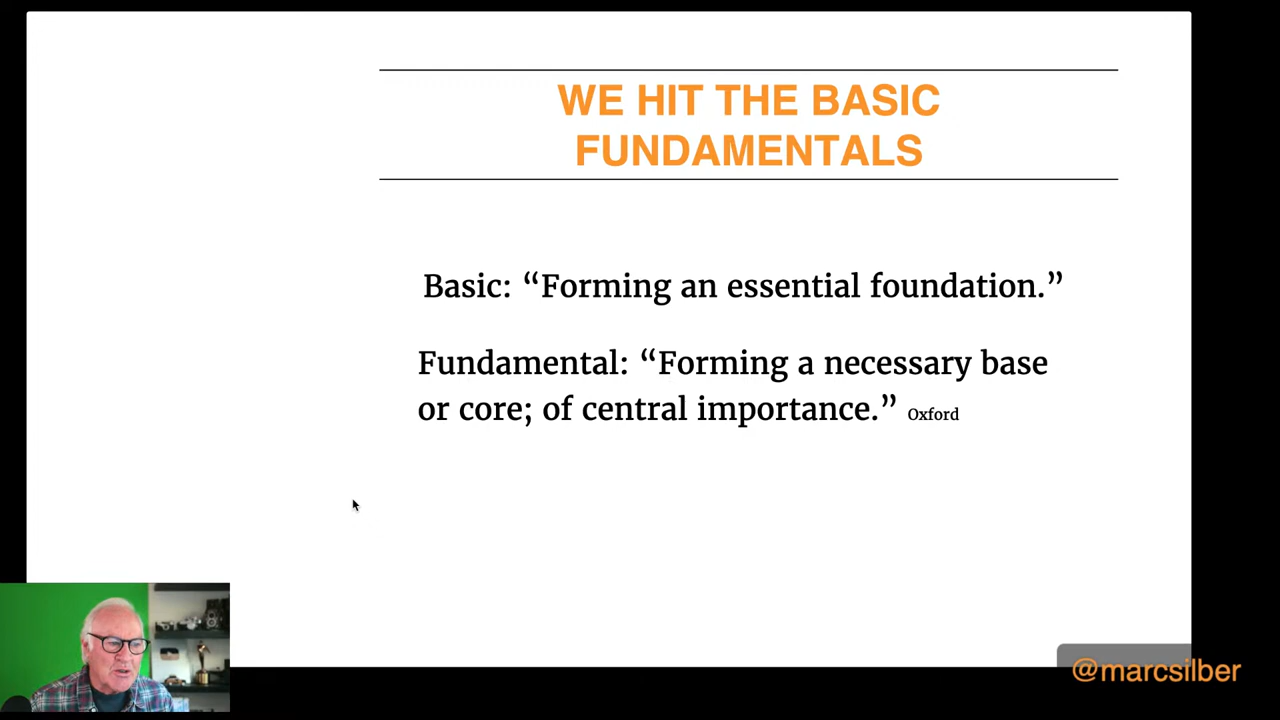 WE HIT THE BASIC
FUNDAMENTALS
Basic: “Forming an essential foundation.”
Fundamental: “Forming a necessary base
or core; of central importance.” Oxford
@marcsilber